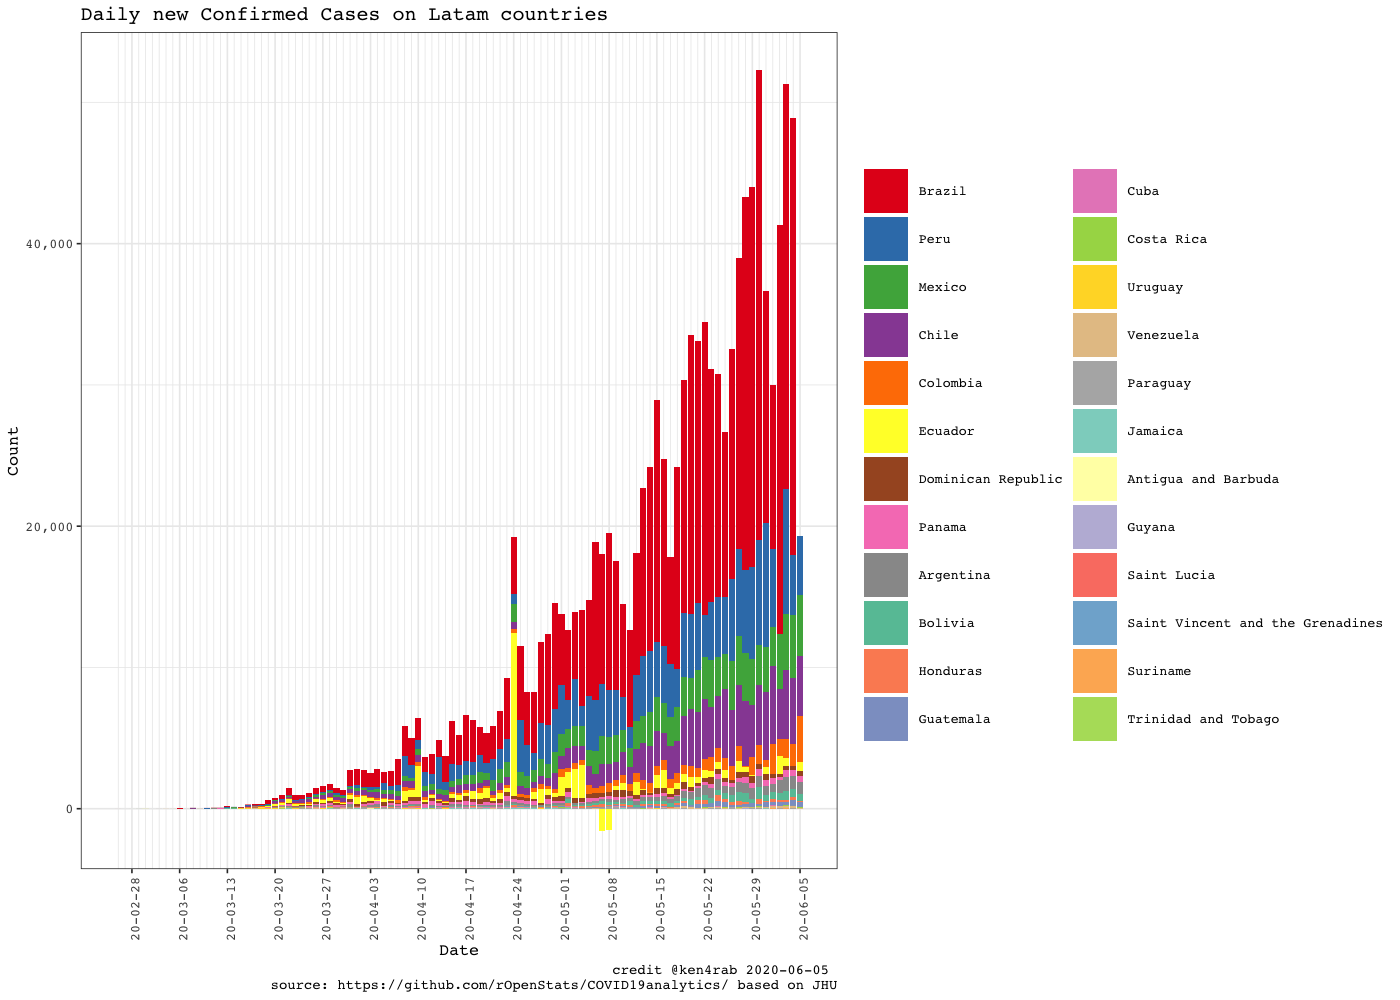 Daily new Confirmed Cases on Latam countries
Count
40,000
20,000
0
20-02-28
20-03-06
20-03-13
20-03-20
20-03-27
20-04-03
20-04-10
20-04-17
20-04-24
20-05-01
20-05-08
20-05-15
20-05-22
20-05-29
20-06-05
Date
Brazil
Peru
Mexico
Chile
Colombia
Ecuador
Dominican Republic
Panama
Argentina
Bolivia
Honduras
Guatemala
Cuba
Costa Rica
Uruguay
Venezuela
Paraguay
Jamaica
Antigua and Barbuda
Guyana
Saint Lucia
Saint Vincent and the Grenadines
Suriname
Trinidad and Tobago
credit @ken4rab 2020-06-05
source: https://github.com/rOpenStats/COVID19analytics/ based on JHU